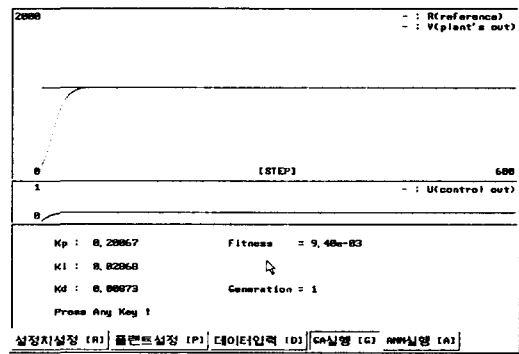 2000
- : R(reference)
- : Y(plant's out)
0 [STEP] 600
1
- : U(control out)
0
Kp : 0,20067 Fitness = 9,40e-03
Ki : 0,02868
Kd : 0,00873 Generation = 1
Press Any Key !
설정치설정 [R] 플랜트설정 [P] 데이터입력 [D] GA실행 [G] ANN실행 [A]